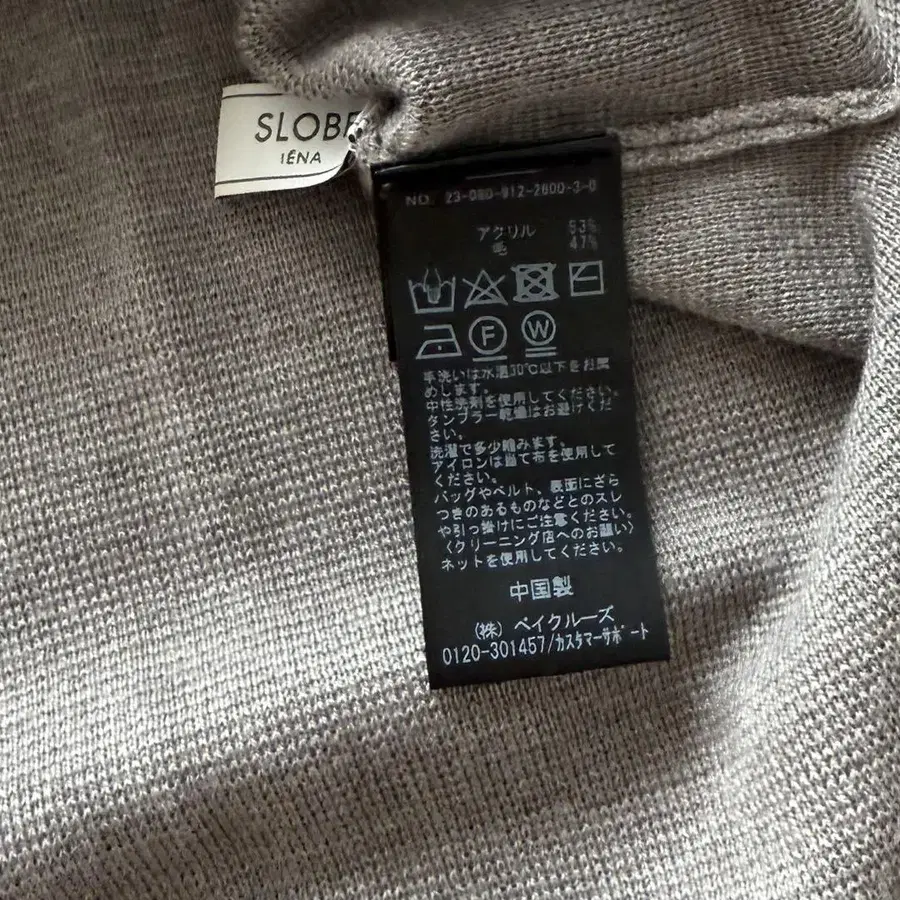 SLOBE
IÉNA
NO. 23-080-912-2600-3-0
アクリル 53%
毛 47%
F W
手洗いは水温30℃以下をお薦
めします。
中性洗剤を使用してください。
タンブラー乾燥はお避けくだ
さい。
洗濯で多少縮みます。
アイロンは当て布を使用して
ください。
バッグやベルト、表面にざら
つきのあるものなどとのスレ
や引っ掛けにご注意ください。
〈クリーニング店へのお願い〉
ネットを使用してください。
中国製
(株) ベイクルーズ
0120-301457/カスタマーサポート